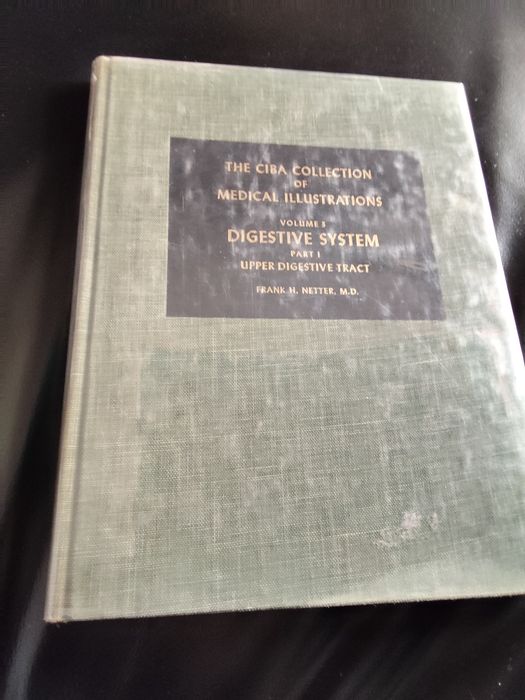 THE CIBA COLLECTION
OF
MEDICAL ILLUSTRATIONS
VOLUME 3
DIGESTIVE SYSTEM
PART I
UPPER DIGESTIVE TRACT
FRANK H. NETTER, M.D.